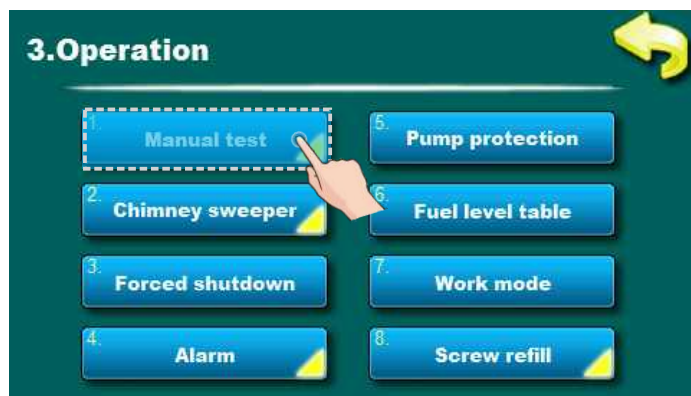 3.Operation
1.
Manual test
2.
Chimney sweeper
3.
Forced shutdown
4.
Alarm
5.
Pump protection
6.
Fuel level table
7.
Work mode
8.
Screw refill